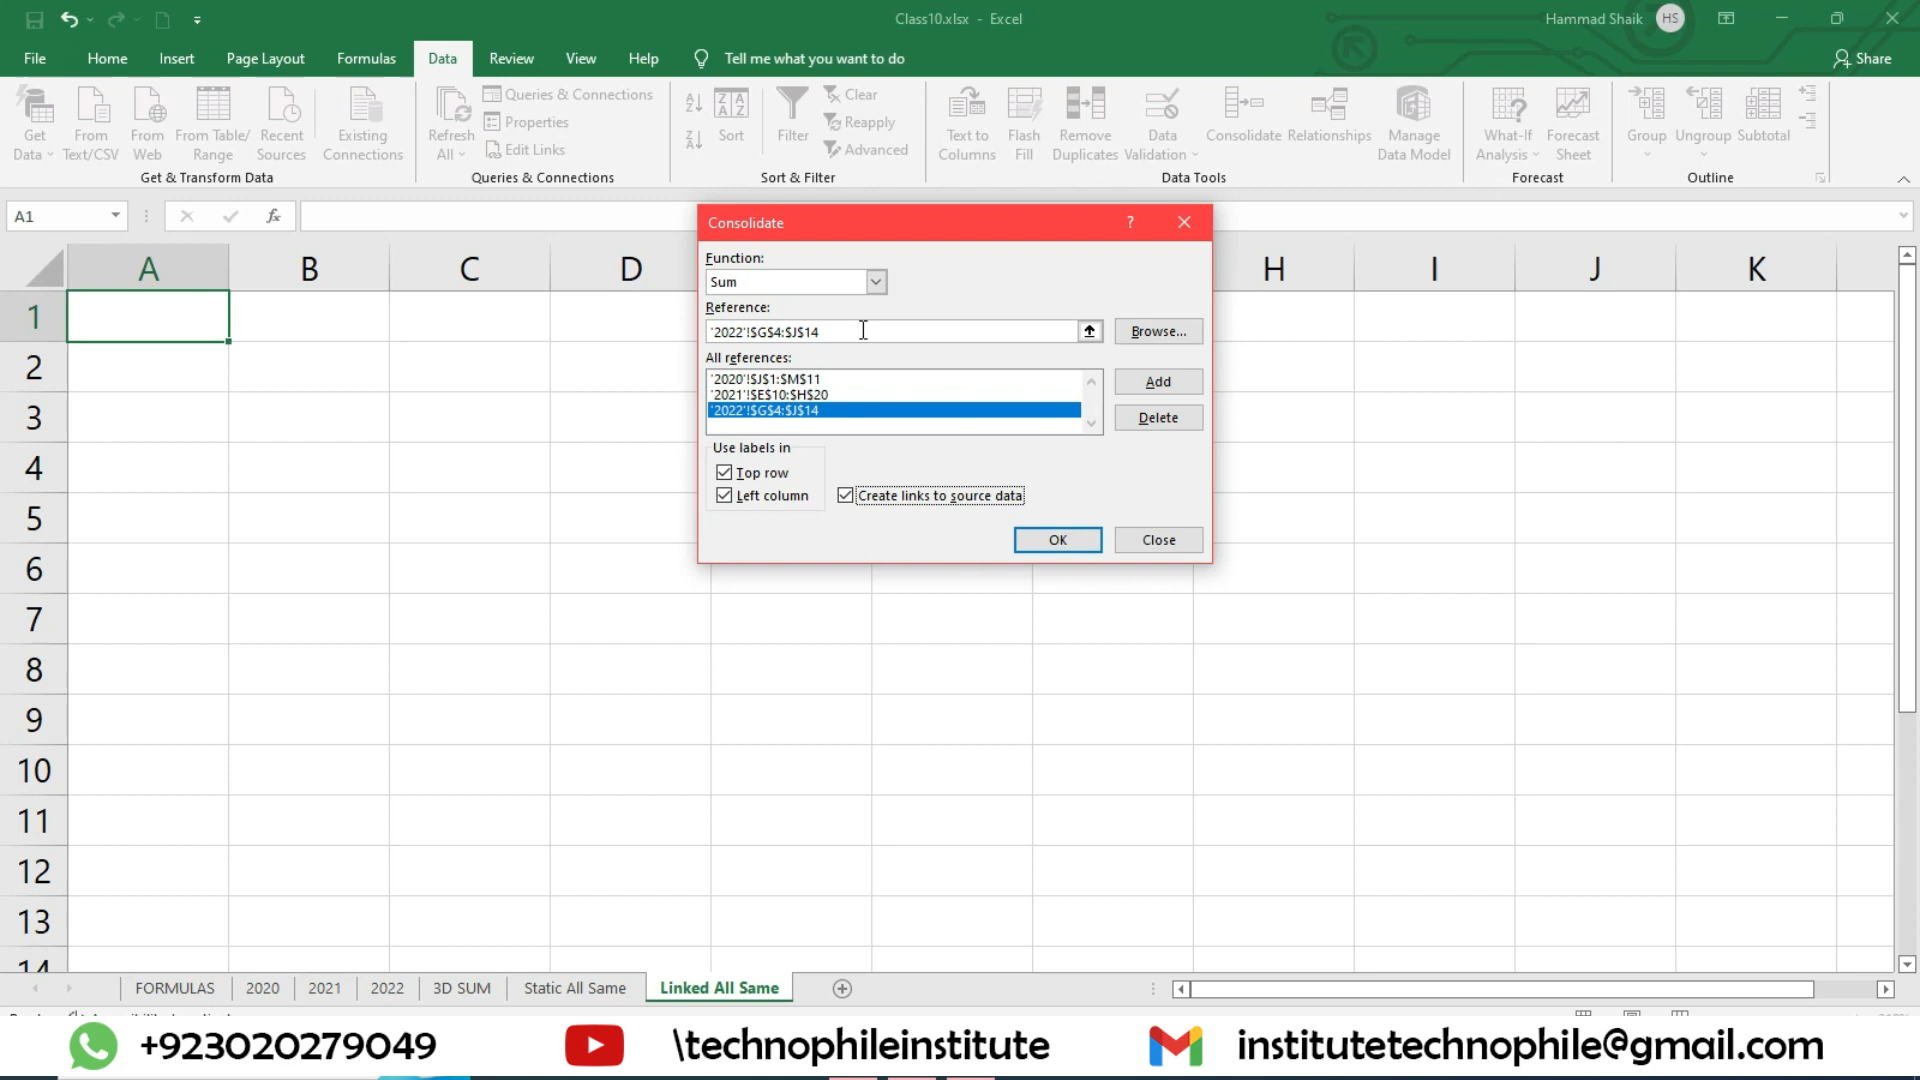 Class10.xlsx - Excel
Hammad Shaik HS
File Home Insert Page Layout Formulas Data Review View Help Tell me what you want to do Share
Get Data
From Text/CSV
From Web
From Table/ Range
Recent Sources
Existing Connections
Get & Transform Data
Refresh All
Queries & Connections
Properties
Edit Links
Queries & Connections
Sort
Filter
Clear
Reapply
Advanced
Sort & Filter
Text to Columns
Flash Fill
Remove Duplicates
Data Validation
Consolidate
Relationships
Manage Data Model
Data Tools
What-If Analysis
Forecast Sheet
Forecast
Group
Ungroup
Subtotal
Outline
A1
fx
Consolidate
Function:
Sum
Reference:
'2022'!$G$4:$J$14
Browse...
All references:
'2020'!$J$1:$M$11
'2021'!$E$10:$H$20
'2022'!$G$4:$J$14
Add
Delete
Use labels in
Top row
Left column
Create links to source data
OK
Close
A B C D H I J K
1
2
3
4
5
6
7
8
9
10
11
12
13
14
FORMULAS 2020 2021 2022 3D SUM Static All Same Linked All Same
+923020279049
\technophileinstitute
institutetechnophile@gmail.com